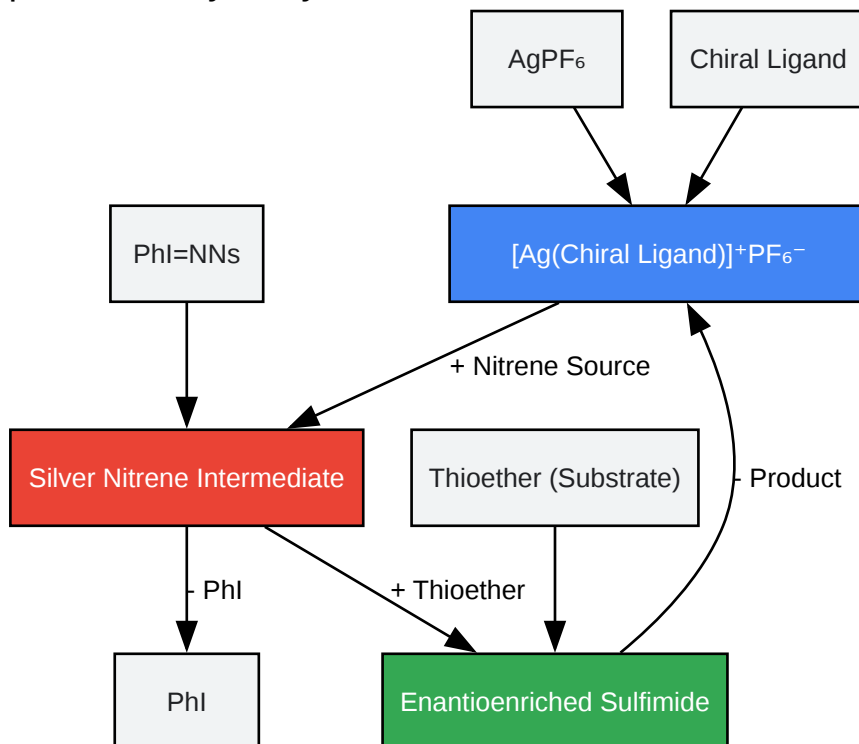 AgPF₆
Chiral Ligand
PhI=NNs
[Ag(Chiral Ligand)]⁺PF₆⁻
+ Nitrene Source
Silver Nitrene Intermediate
Thioether (Substrate)
- Product
- PhI
+ Thioether
PhI
Enantioenriched Sulfimide